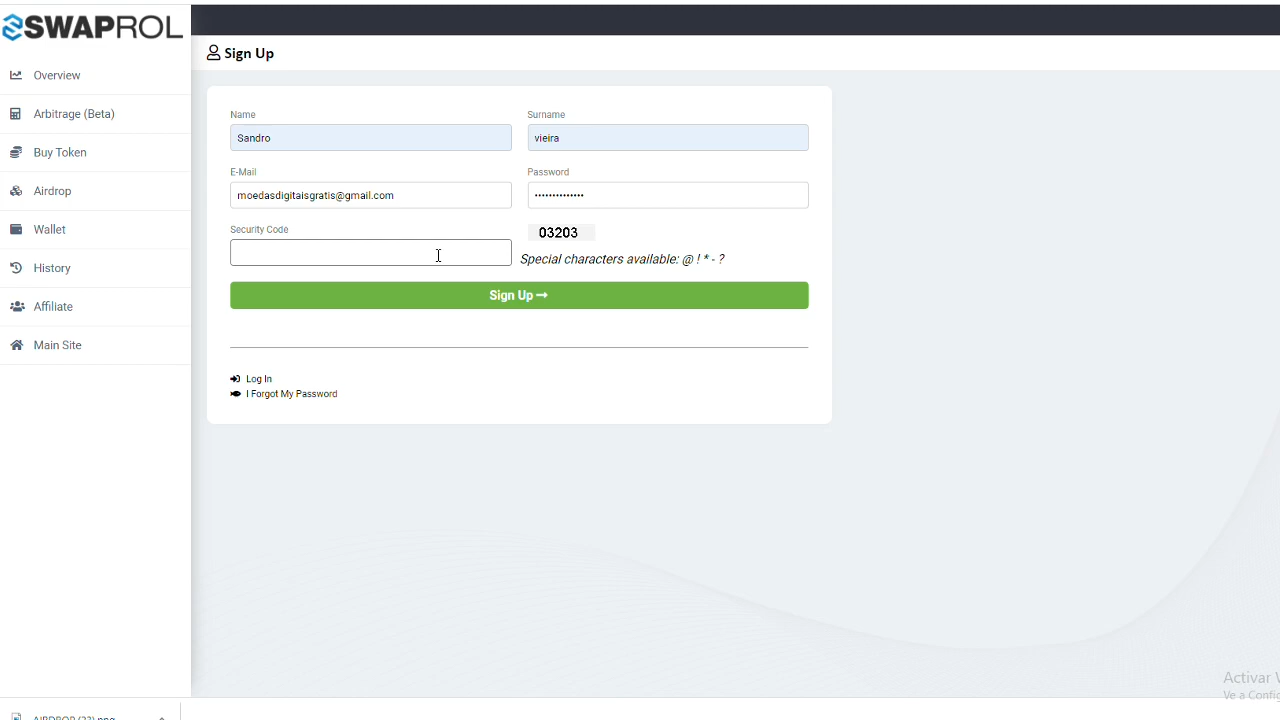 SWAPROL
Overview
Arbitrage (Beta)
Buy Token
Airdrop
Wallet
History
Affiliate
Main Site
Sign Up
Name
Surname
Sandro
vieira
E-Mail
Password
moedasdigitaisgratis@gmail.com
••••••••••••••
Security Code
03203
Special characters available: @ ! * - ?
Sign Up
Log In
I Forgot My Password
Activar
Ve a Config
AIRDROP (23).png